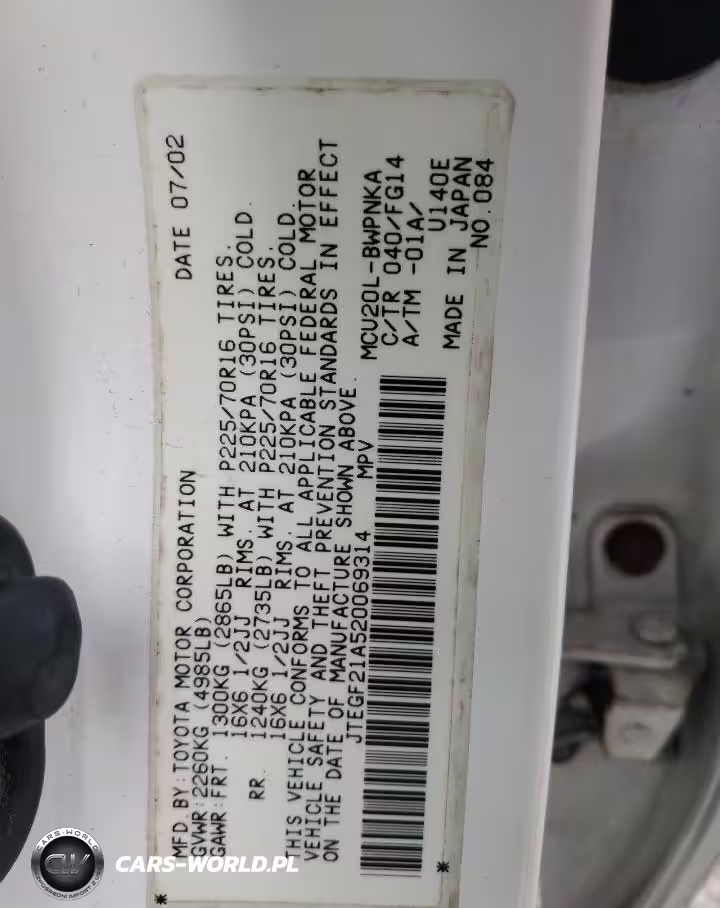 MFD.BY:TOYOTA MOTOR CORPORATION DATE 07/02
GVWR:2260KG (4985LB)
GAWR:FRT. 1300KG (2865LB) WITH P225/70R16 TIRES.
16X6 1/2JJ RIMS. AT 210KPA (30PSI) COLD.
RR. 1240KG (2735LB) WITH P225/70R16 TIRES.
16X6 1/2JJ RIMS. AT 210KPA (30PSI) COLD.
THIS VEHICLE CONFORMS TO ALL APPLICABLE FEDERAL MOTOR
VEHICLE SAFETY AND THEFT PREVENTION STANDARDS IN EFFECT
ON THE DATE OF MANUFACTURE SHOWN ABOVE.
JTEGF21A520069314 MPV
MCU20L-BWPNKA
C/TR 040/FG14
A/TM -01A/
U140E
MADE IN JAPAN
NO.084
* *
CARS-WORLD
CW
CARS-WORLD.PL